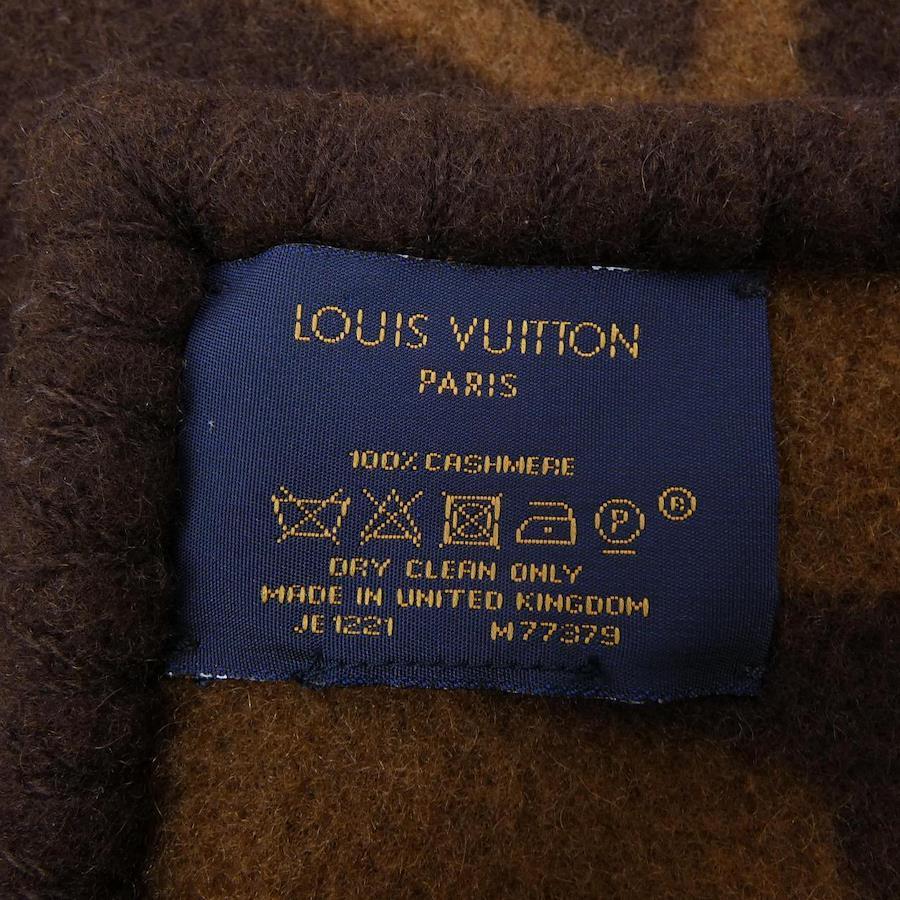 LOUIS VUITTON
PARIS
100% CASHMERE
P ®
DRY CLEAN ONLY
MADE IN UNITED KINGDOM
JE1221 M77379